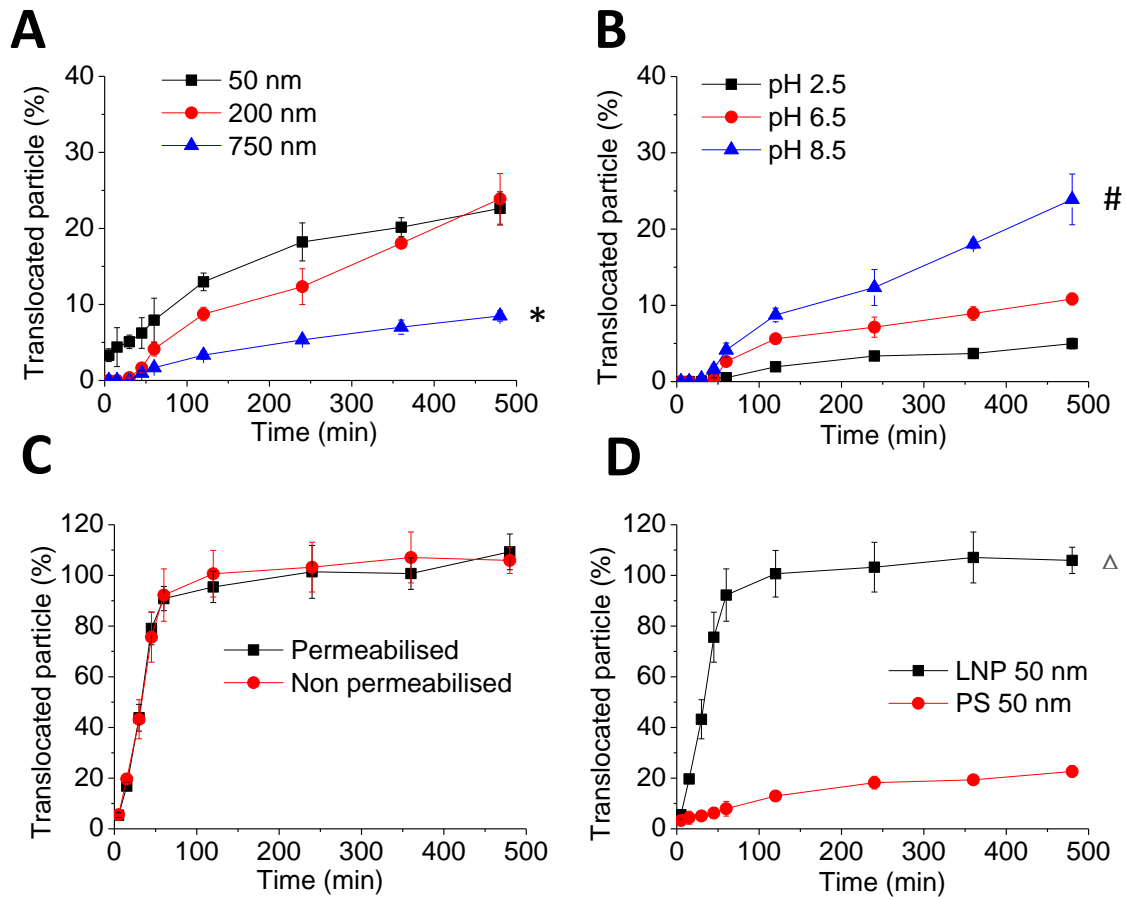 A
50 nm
200 nm
750 nm
Translocated particle (%)
40
30
20
10
0
0 100 200 300 400 500
Time (min)
*
B
pH 2.5
pH 6.5
pH 8.5
Translocated particle (%)
40
30
20
10
0
0 100 200 300 400 500
Time (min)
#
C
Permeabilised
Non permeabilised
Translocated particle (%)
120
100
80
60
40
20
0
0 100 200 300 400 500
Time (min)
D
LNP 50 nm
PS 50 nm
Translocated particle (%)
120
100
80
60
40
20
0
0 100 200 300 400 500
Time (min)
Δ